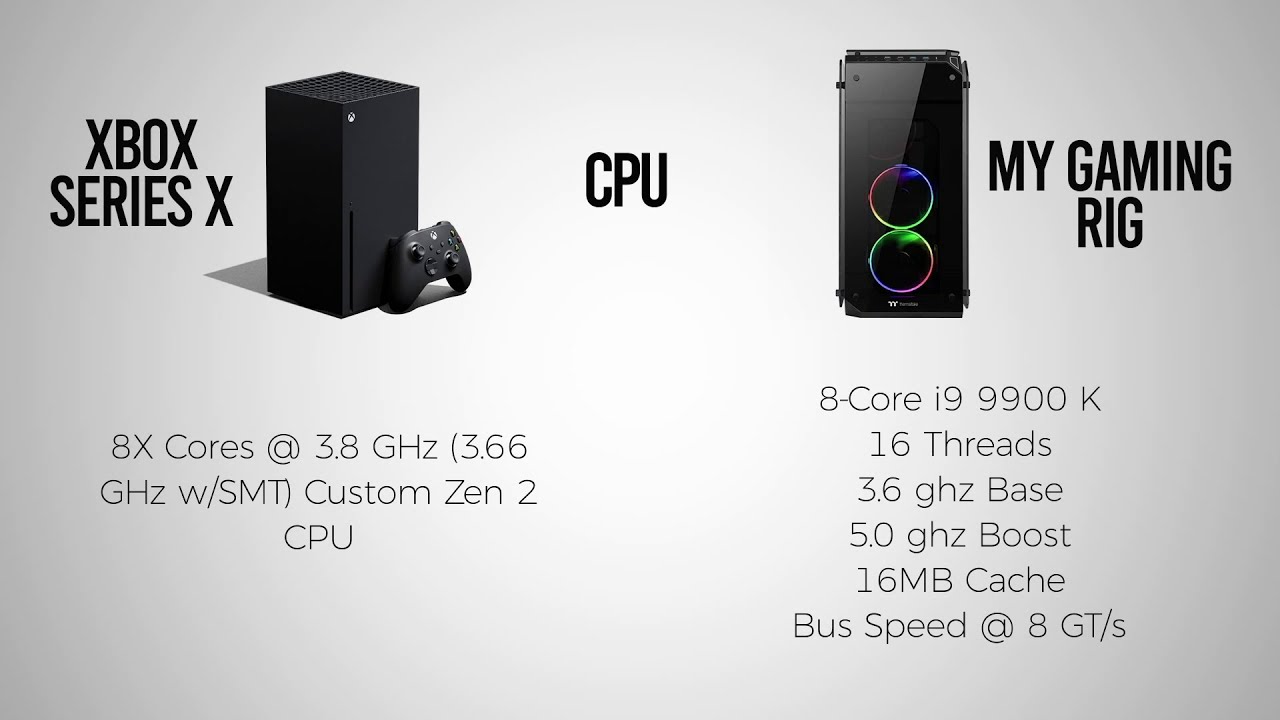 XBOX
SERIES X
CPU
MY GAMING
RIG
8X Cores @ 3.8 GHz (3.66
GHz w/SMT) Custom Zen 2
CPU
8-Core i9 9900 K
16 Threads
3.6 ghz Base
5.0 ghz Boost
16MB Cache
Bus Speed @ 8 GT/s